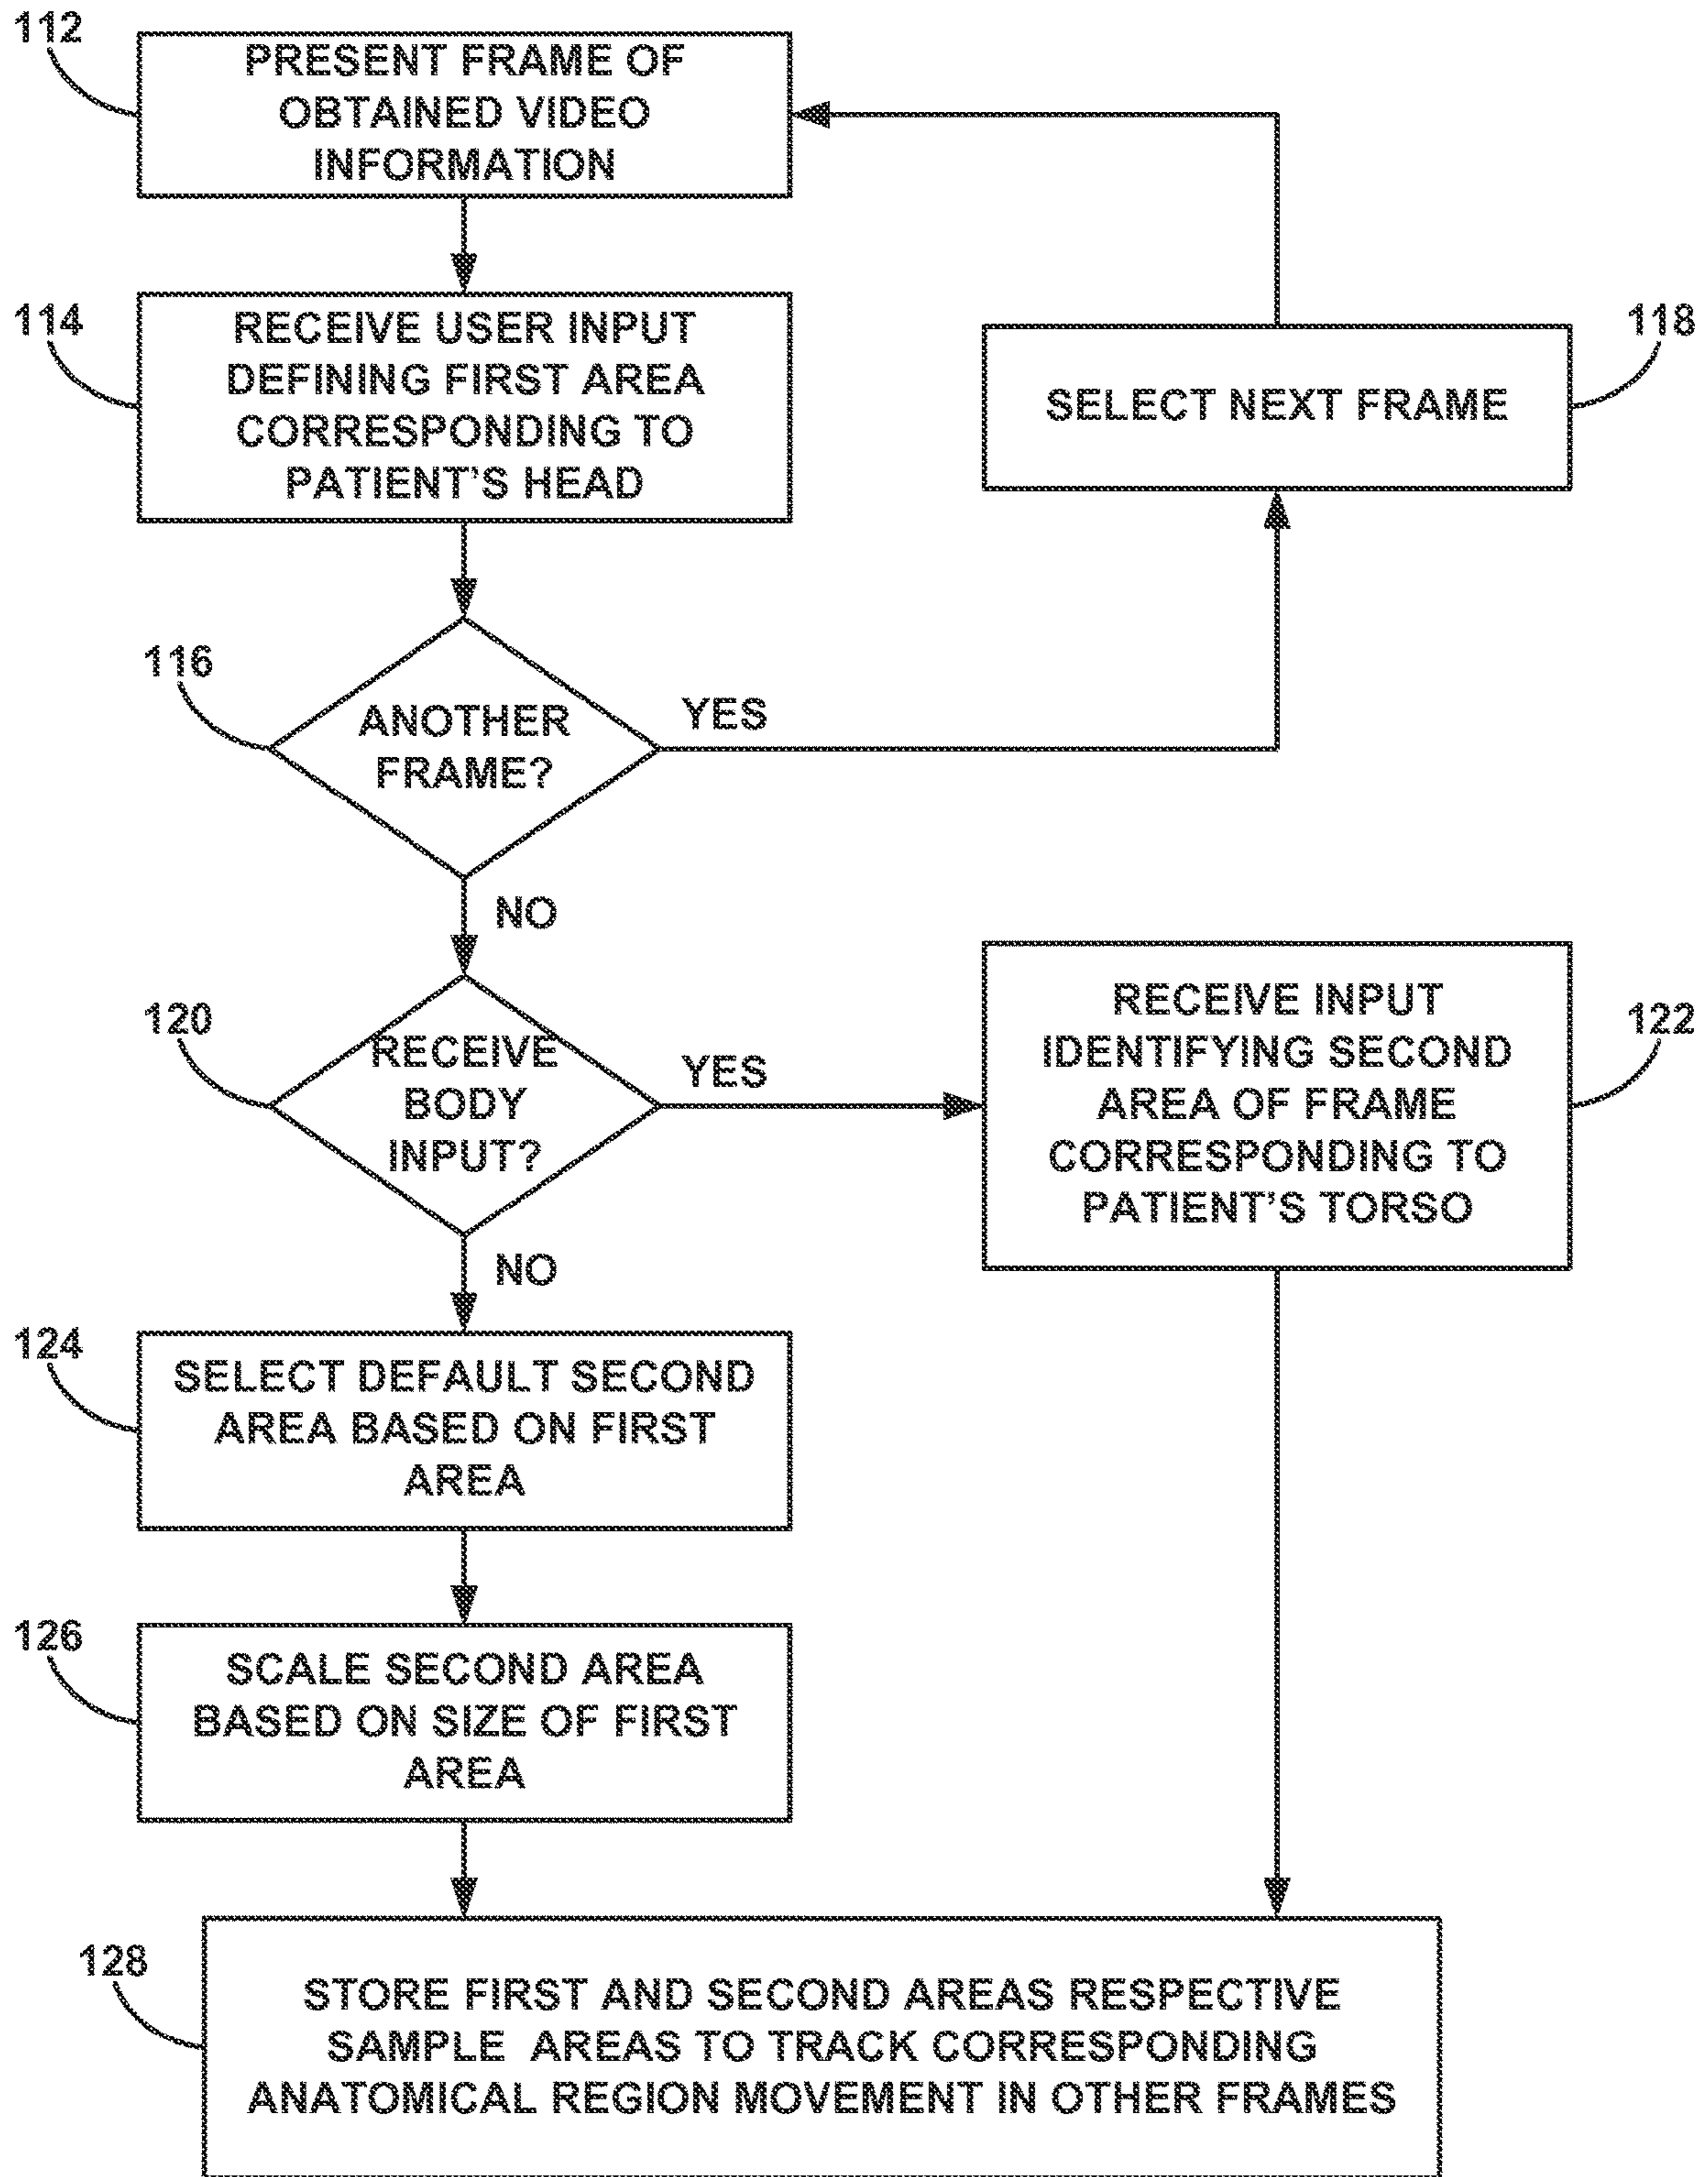 112
PRESENT FRAME OF
OBTAINED VIDEO
INFORMATION
114
RECEIVE USER INPUT
DEFINING FIRST AREA
CORRESPONDING TO
PATIENT'S HEAD
118
SELECT NEXT FRAME
116
ANOTHER
FRAME?
YES
NO
120
RECEIVE
BODY
INPUT?
YES
122
RECEIVE INPUT
IDENTIFYING SECOND
AREA OF FRAME
CORRESPONDING TO
PATIENT'S TORSO
NO
124
SELECT DEFAULT SECOND
AREA BASED ON FIRST
AREA
126
SCALE SECOND AREA
BASED ON SIZE OF FIRST
AREA
128
STORE FIRST AND SECOND AREAS RESPECTIVE
SAMPLE AREAS TO TRACK CORRESPONDING
ANATOMICAL REGION MOVEMENT IN OTHER FRAMES